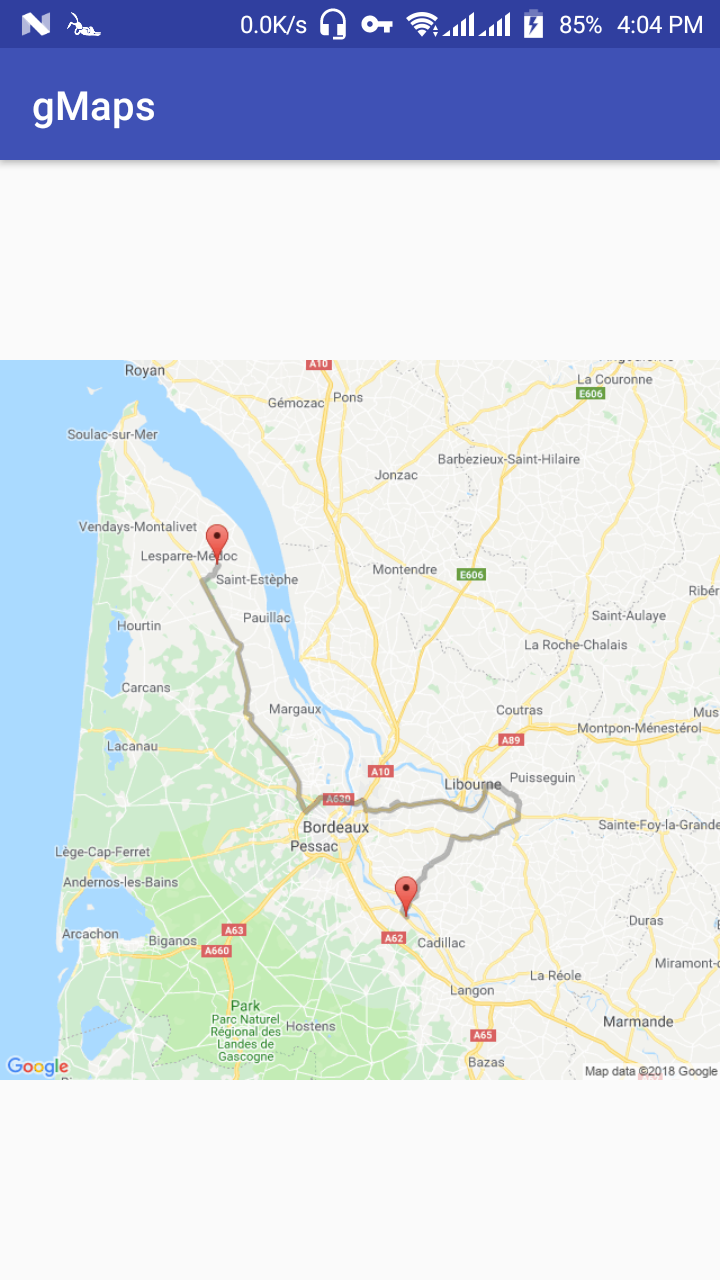 0.0K/s 85% 4:04 PM
gMaps
Royan
A10
La Couronne
E606
Gémozac
Pons
Soulac-sur-Mer
Barbezieux-Saint-Hilaire
Jonzac
Vendays-Montalivet
Lesparre-Médoc
Saint-Estèphe
Montendre
E606
Pauillac
Hourtin
Saint-Aulaye
La Roche-Chalais
Carcans
Margaux
Coutras
Montpon-Ménestérol
Lacanau
A89
A10
Libourne
Puisseguin
A630
Bordeaux
Pessac
Sainte-Foy-la-Grande
Lège-Cap-Ferret
Andernos-les-Bains
Arcachon
Biganos
A63
A660
A62
Cadillac
Duras
La Réole
Langon
Park
Parc Naturel
Régional des
Landes de
Gascogne
Hostens
Marmande
A65
Bazas
Google
Map data ©2018 Google